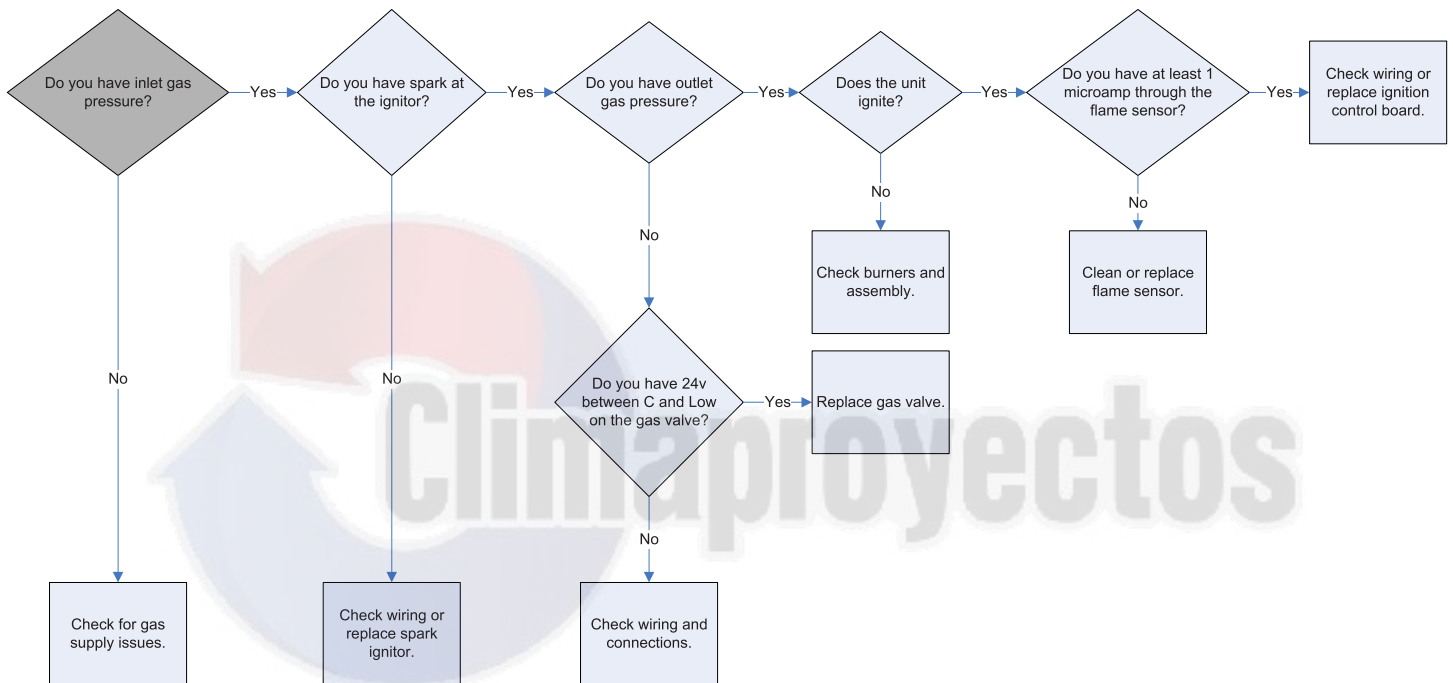 Do you have inlet gas
pressure?
Yes
Do you have spark at
the ignitor?
Yes
Do you have outlet
gas pressure?
Yes
Does the unit
ignite?
Yes
Do you have at least 1
microamp through the
flame sensor?
Yes
Check wiring or
replace ignition
control board.
No
No
No
No
No
Check burners and
assembly.
Clean or replace
flame sensor.
Do you have 24v
between C and Low
on the gas valve?
Yes
Replace gas valve.
No
Check for gas
supply issues.
Check wiring or
replace spark
ignitor.
Check wiring and
connections.
Climaproyectos